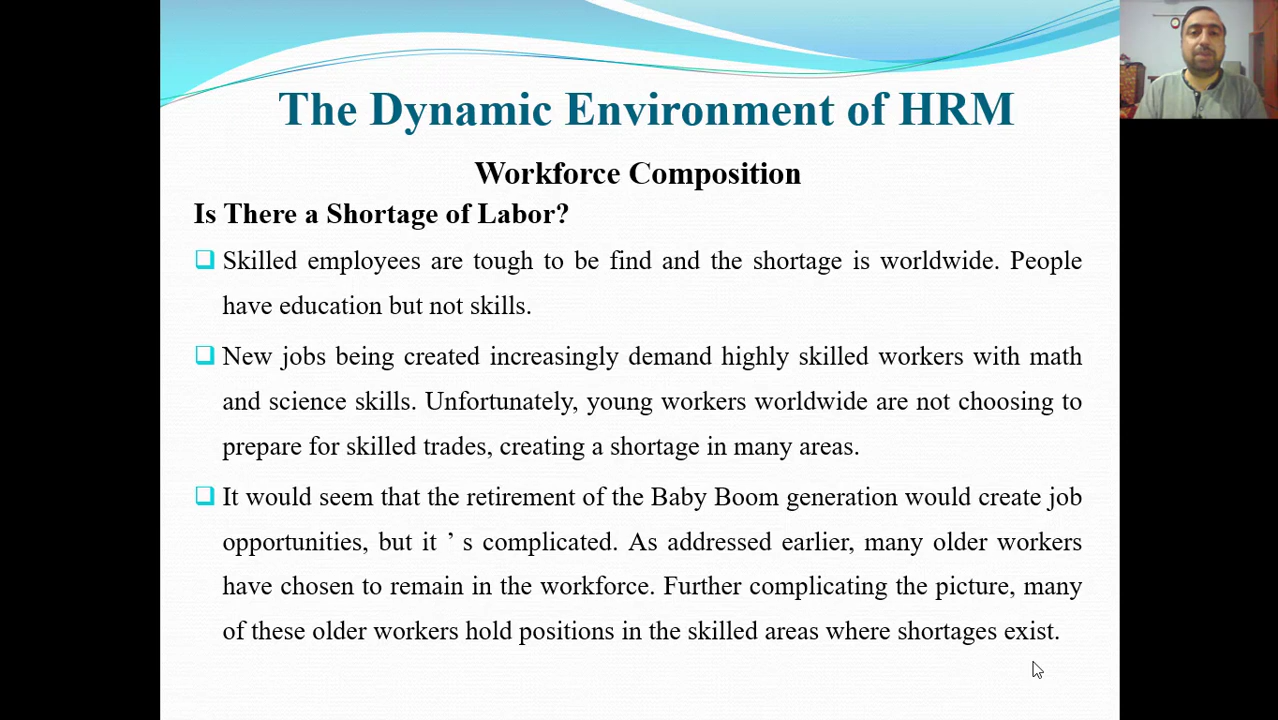 The Dynamic Environment of HRM
Workforce Composition
Is There a Shortage of Labor?
Skilled employees are tough to be find and the shortage is worldwide. People
have education but not skills.
New jobs being created increasingly demand highly skilled workers with math
and science skills. Unfortunately, young workers worldwide are not choosing to
prepare for skilled trades, creating a shortage in many areas.
It would seem that the retirement of the Baby Boom generation would create job
opportunities, but it ’ s complicated. As addressed earlier, many older workers
have chosen to remain in the workforce. Further complicating the picture, many
of these older workers hold positions in the skilled areas where shortages exist.